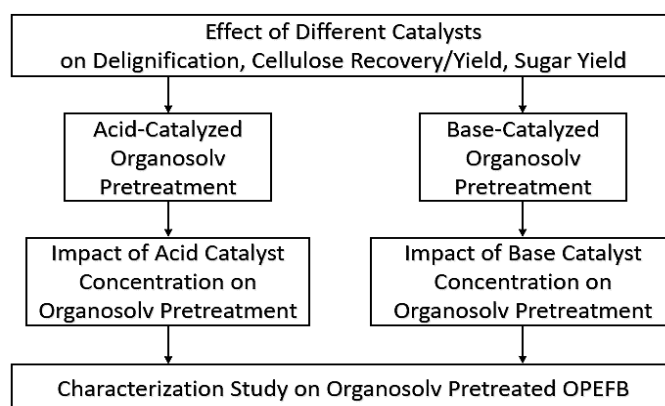 Effect of Different Catalysts
on Delignification, Cellulose Recovery/Yield, Sugar Yield
Acid-Catalyzed
Organosolv
Pretreatment
Base-Catalyzed
Organosolv
Pretreatment
Impact of Acid Catalyst
Concentration on
Organosolv Pretreatment
Impact of Base Catalyst
Concentration on
Organosolv Pretreatment
Characterization Study on Organosolv Pretreated OPEFB